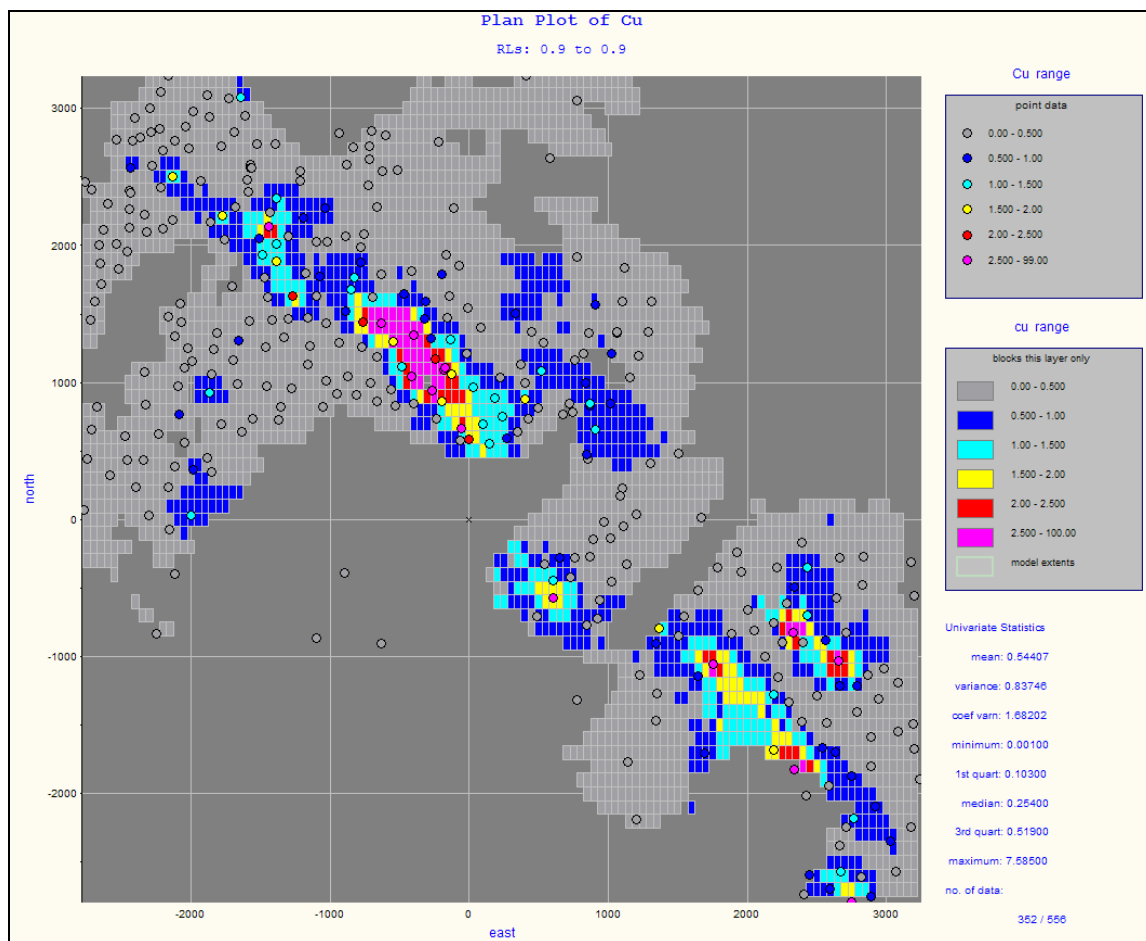 Plan Plot of Cu
RLs: 0.9 to 0.9
Cu range
point data
0.00 - 0.500
0.500 - 1.00
1.00 - 1.500
1.500 - 2.00
2.00 - 2.500
2.500 - 99.00
cu range
blocks this layer only
0.00 - 0.500
0.500 - 1.00
1.00 - 1.500
1.500 - 2.00
2.00 - 2.500
2.500 - 100.00
model extents
Univariate Statistics
mean: 0.54407
variance: 0.83746
coef varn: 1.68202
minimum: 0.00100
1st quart: 0.10300
median: 0.25400
3rd quart: 0.51900
maximum: 7.58500
no. of data:
352 / 556
north
3000
2000
1000
0
-1000
-2000
-2000
-1000
0
1000
2000
3000
east